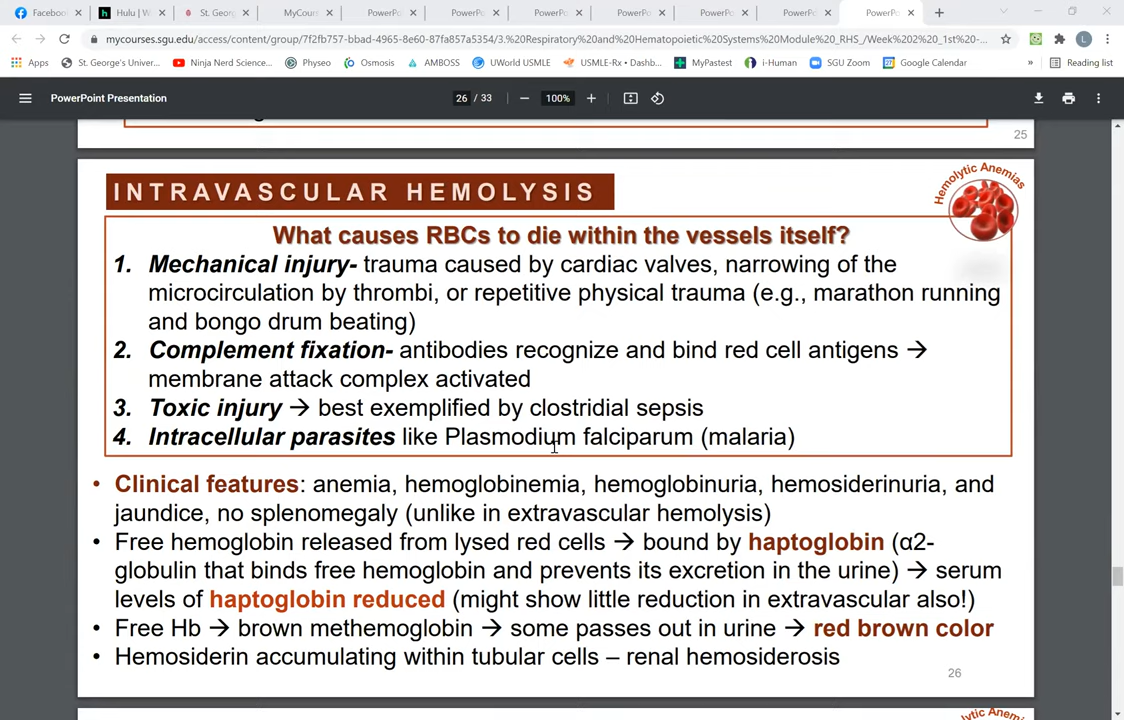 Facebook
Hulu | W
St. Geor
MyCour
PowerP
PowerP
PowerP
PowerP
PowerP
PowerP
PowerP
mycourses.sgu.edu/access/content/group/7f2fb757-bbad-4965-8e60-87fa857a5354/3.%20Respiratory%20and%20Hematopoietic%20Systems%20Module%20_RHS_/Week%202%20_1st%20-...
Apps St. George's Univer... Ninja Nerd Science... Physeo Osmosis AMBOSS UWorld USMLE USMLE-Rx • Dashb... MyPastest i-Human SGU Zoom Google Calendar » Reading list
PowerPoint Presentation 26 / 33 100%
25
INTRAVASCULAR HEMOLYSIS
Hemolytic Anemias
What causes RBCs to die within the vessels itself?
1. Mechanical injury- trauma caused by cardiac valves, narrowing of the
microcirculation by thrombi, or repetitive physical trauma (e.g., marathon running
and bongo drum beating)
2. Complement fixation- antibodies recognize and bind red cell antigens →
membrane attack complex activated
3. Toxic injury → best exemplified by clostridial sepsis
4. Intracellular parasites like Plasmodium falciparum (malaria)
• Clinical features: anemia, hemoglobinemia, hemoglobinuria, hemosiderinuria, and
jaundice, no splenomegaly (unlike in extravascular hemolysis)
• Free hemoglobin released from lysed red cells → bound by haptoglobin (α2-
globulin that binds free hemoglobin and prevents its excretion in the urine) → serum
levels of haptoglobin reduced (might show little reduction in extravascular also!)
• Free Hb → brown methemoglobin → some passes out in urine → red brown color
• Hemosiderin accumulating within tubular cells – renal hemosiderosis
26